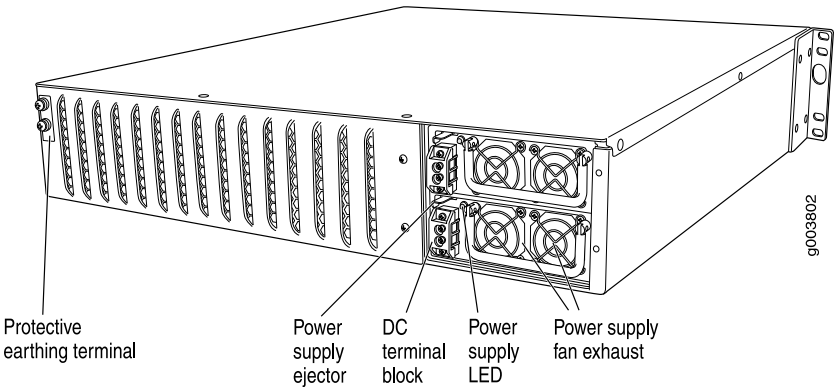 g003802
Protective
earthing terminal
Power
supply
ejector
DC
terminal
block
Power
supply
LED
Power supply
fan exhaust